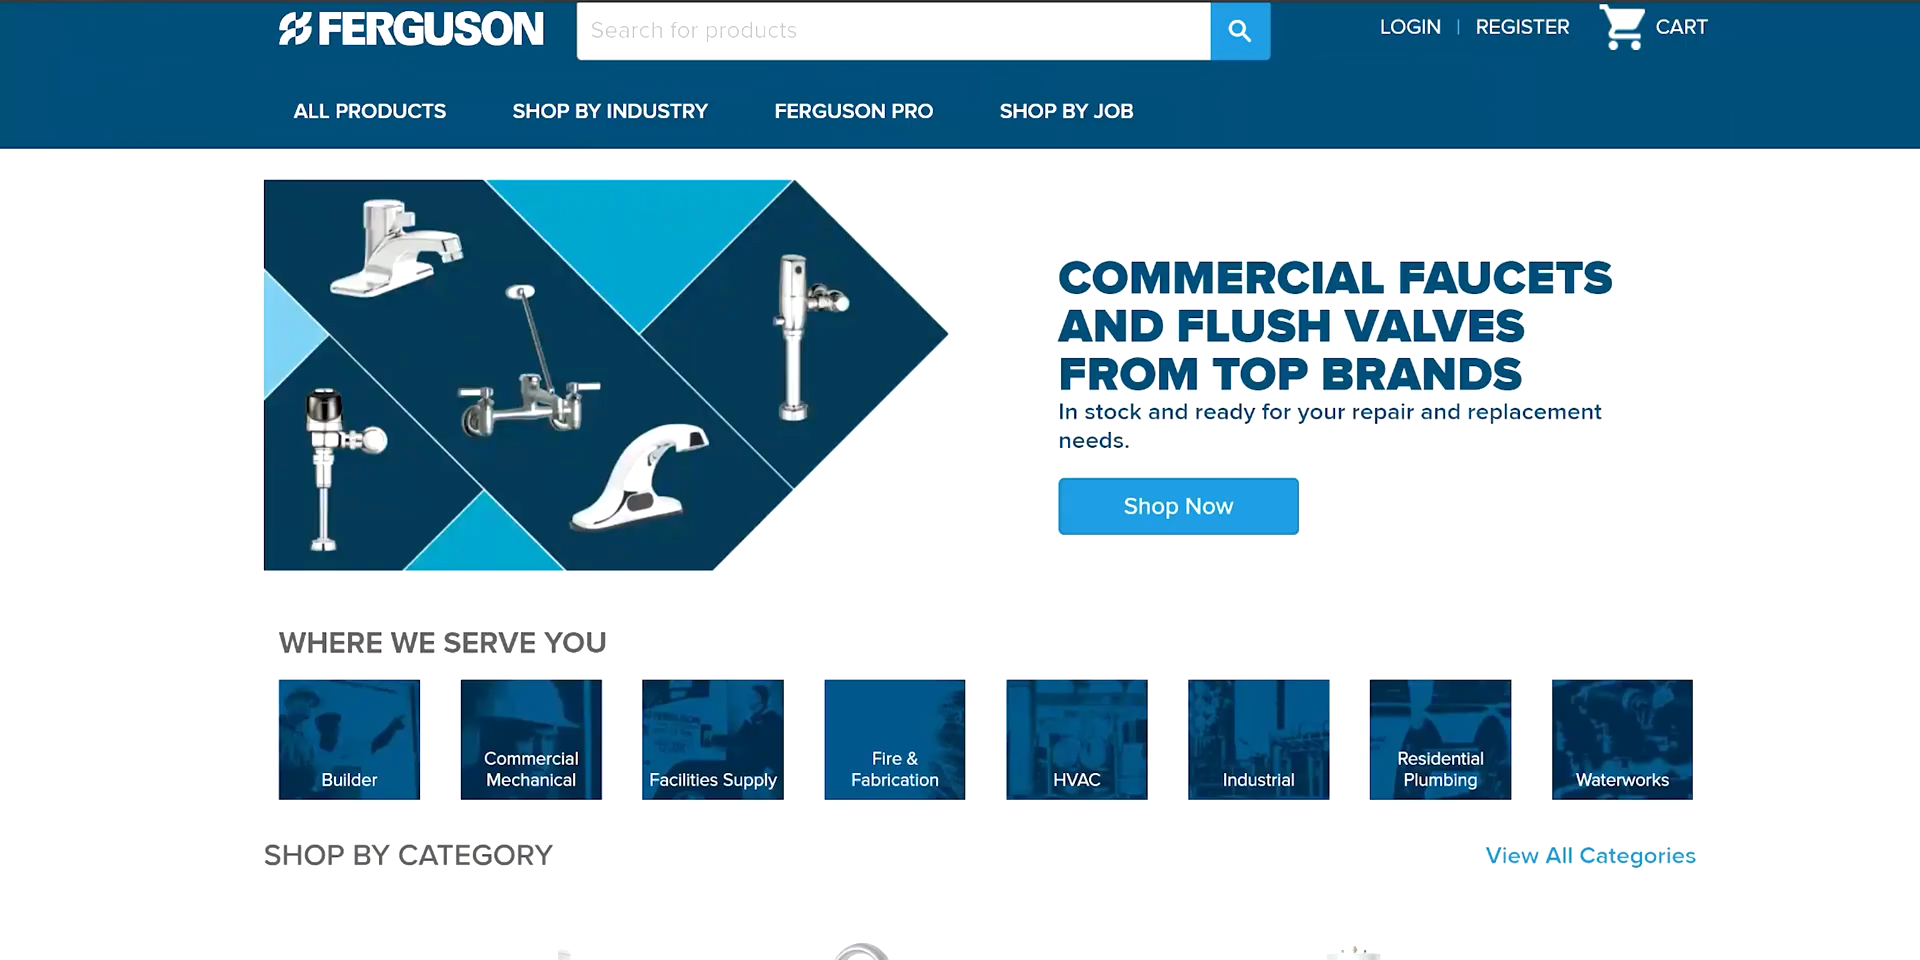 FERGUSON
Search for products
LOGIN | REGISTER
CART
ALL PRODUCTS
SHOP BY INDUSTRY
FERGUSON PRO
SHOP BY JOB
COMMERCIAL FAUCETS
AND FLUSH VALVES
FROM TOP BRANDS
In stock and ready for your repair and replacement
needs.
Shop Now
WHERE WE SERVE YOU
Builder
Commercial
Mechanical
FERGUSON
Facilities Supply
Fire &
Fabrication
HVAC
Industrial
Residential
Plumbing
Waterworks
SHOP BY CATEGORY
View All Categories